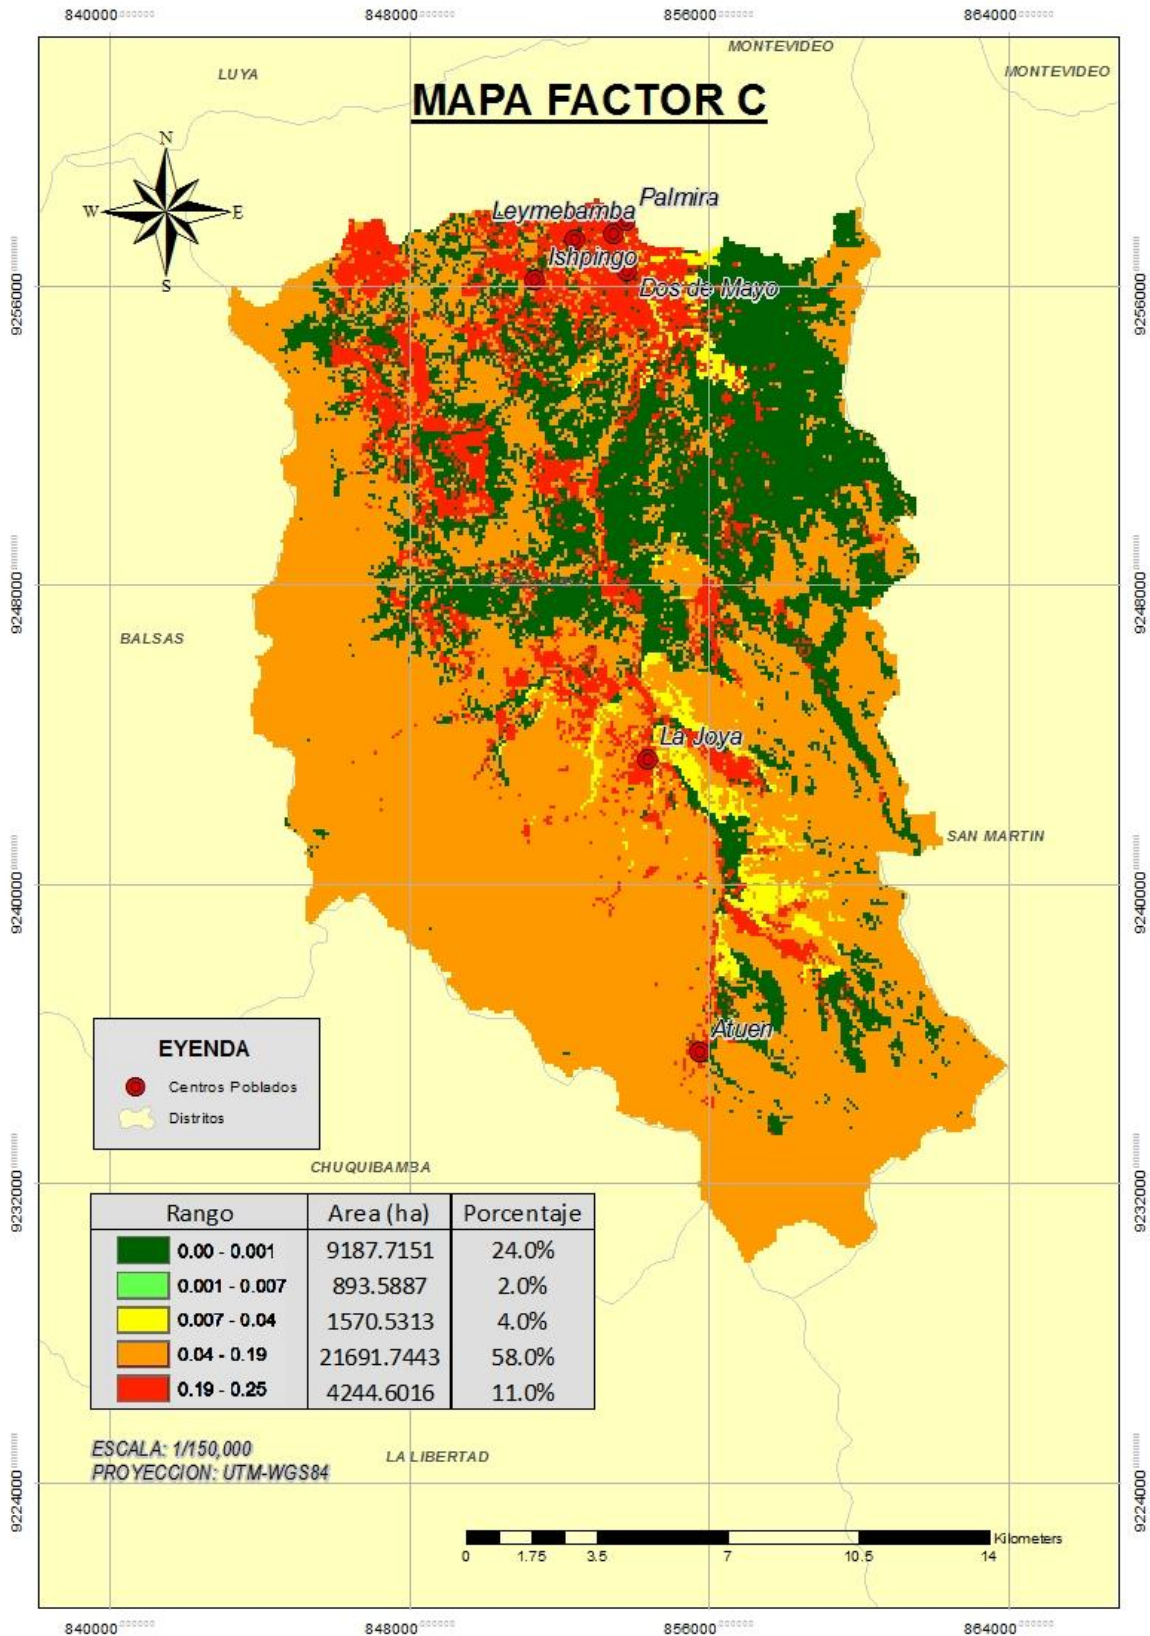 840000 848000 856000 864000
MONTEVIDEO
LUYA
MONTEVIDEO
MAPA FACTOR C
N
W E
S
Palmira
Leymebamba
Ishpingo
Dos de Mayo
9256000 9256000
9248000 9248000
BALSAS
La Joya
SAN MARTIN
9240000 9240000
Atuen
EYENDA
Centros Poblados
Distritos
CHUQUIBAMBA
9232000 9232000
Rango Area (ha) Porcentaje
0.00 - 0.001 9187.7151 24.0%
0.001 - 0.007 893.5887 2.0%
0.007 - 0.04 1570.5313 4.0%
0.04 - 0.19 21691.7443 58.0%
0.19 - 0.25 4244.6016 11.0%
ESCALA: 1/150,000
PROYECCION: UTM-WGS84
LA LIBERTAD
9224000 9224000
Kilometers
0 1.75 3.5 7 10.5 14
840000 848000 856000 864000